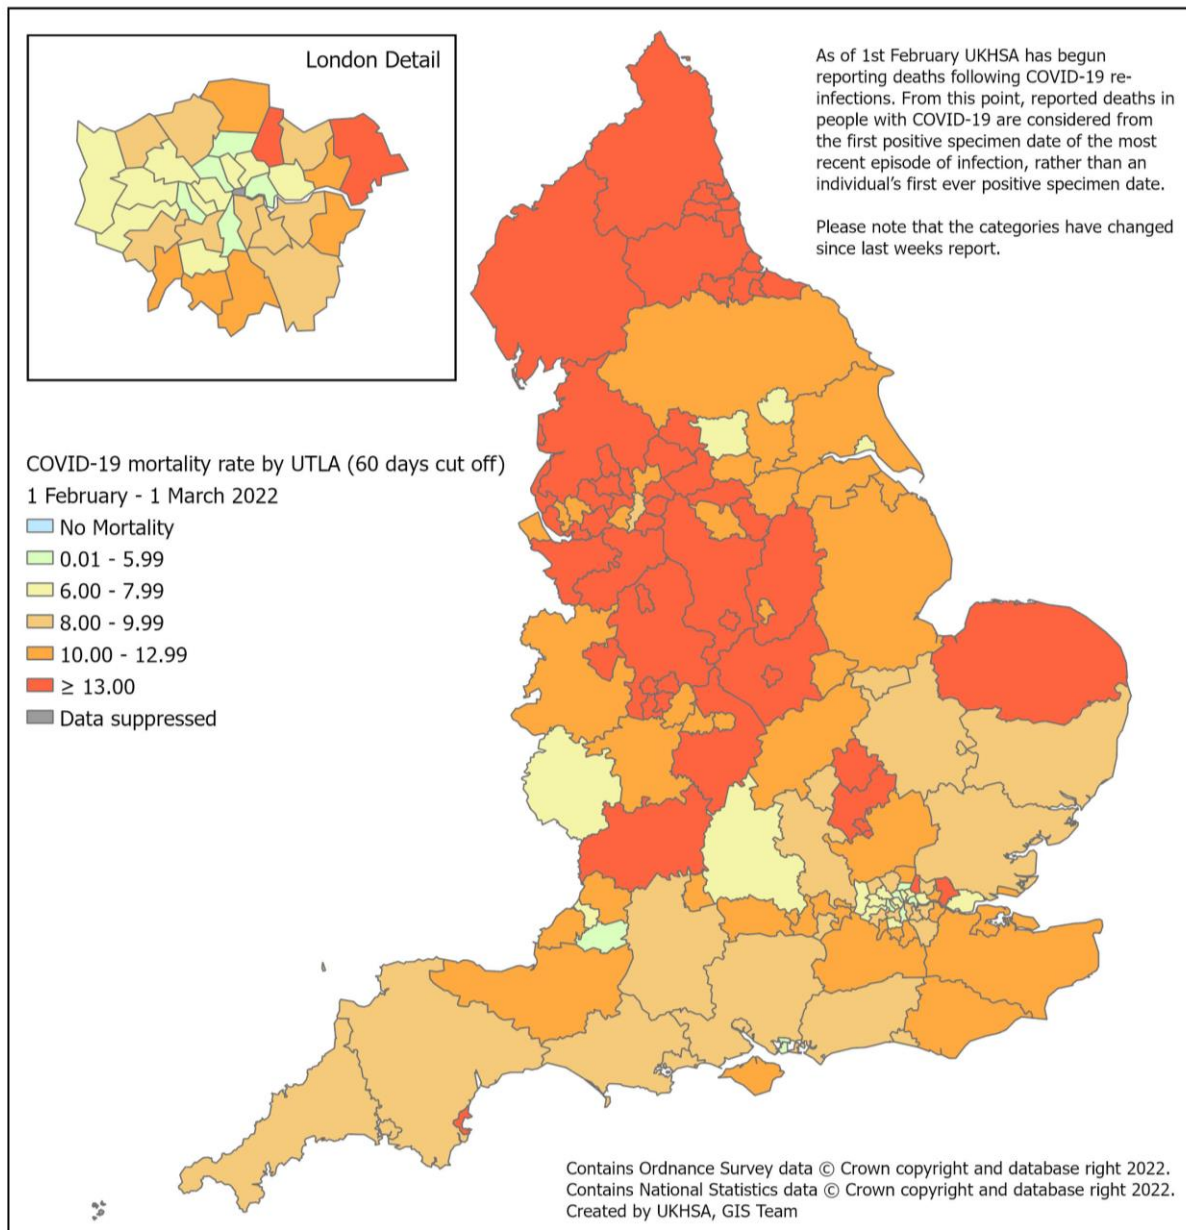 London Detail
As of 1st February UKHSA has begun
reporting deaths following COVID-19 re-
infections. From this point, reported deaths in
people with COVID-19 are considered from
the first positive specimen date of the most
recent episode of infection, rather than an
individual's first ever positive specimen date.
Please note that the categories have changed
since last weeks report.
COVID-19 mortality rate by UTLA (60 days cut off)
1 February - 1 March 2022
No Mortality
0.01 - 5.99
6.00 - 7.99
8.00 - 9.99
10.00 - 12.99
≥ 13.00
Data suppressed
Contains Ordnance Survey data © Crown copyright and database right 2022.
Contains National Statistics data © Crown copyright and database right 2022.
Created by UKHSA, GIS Team